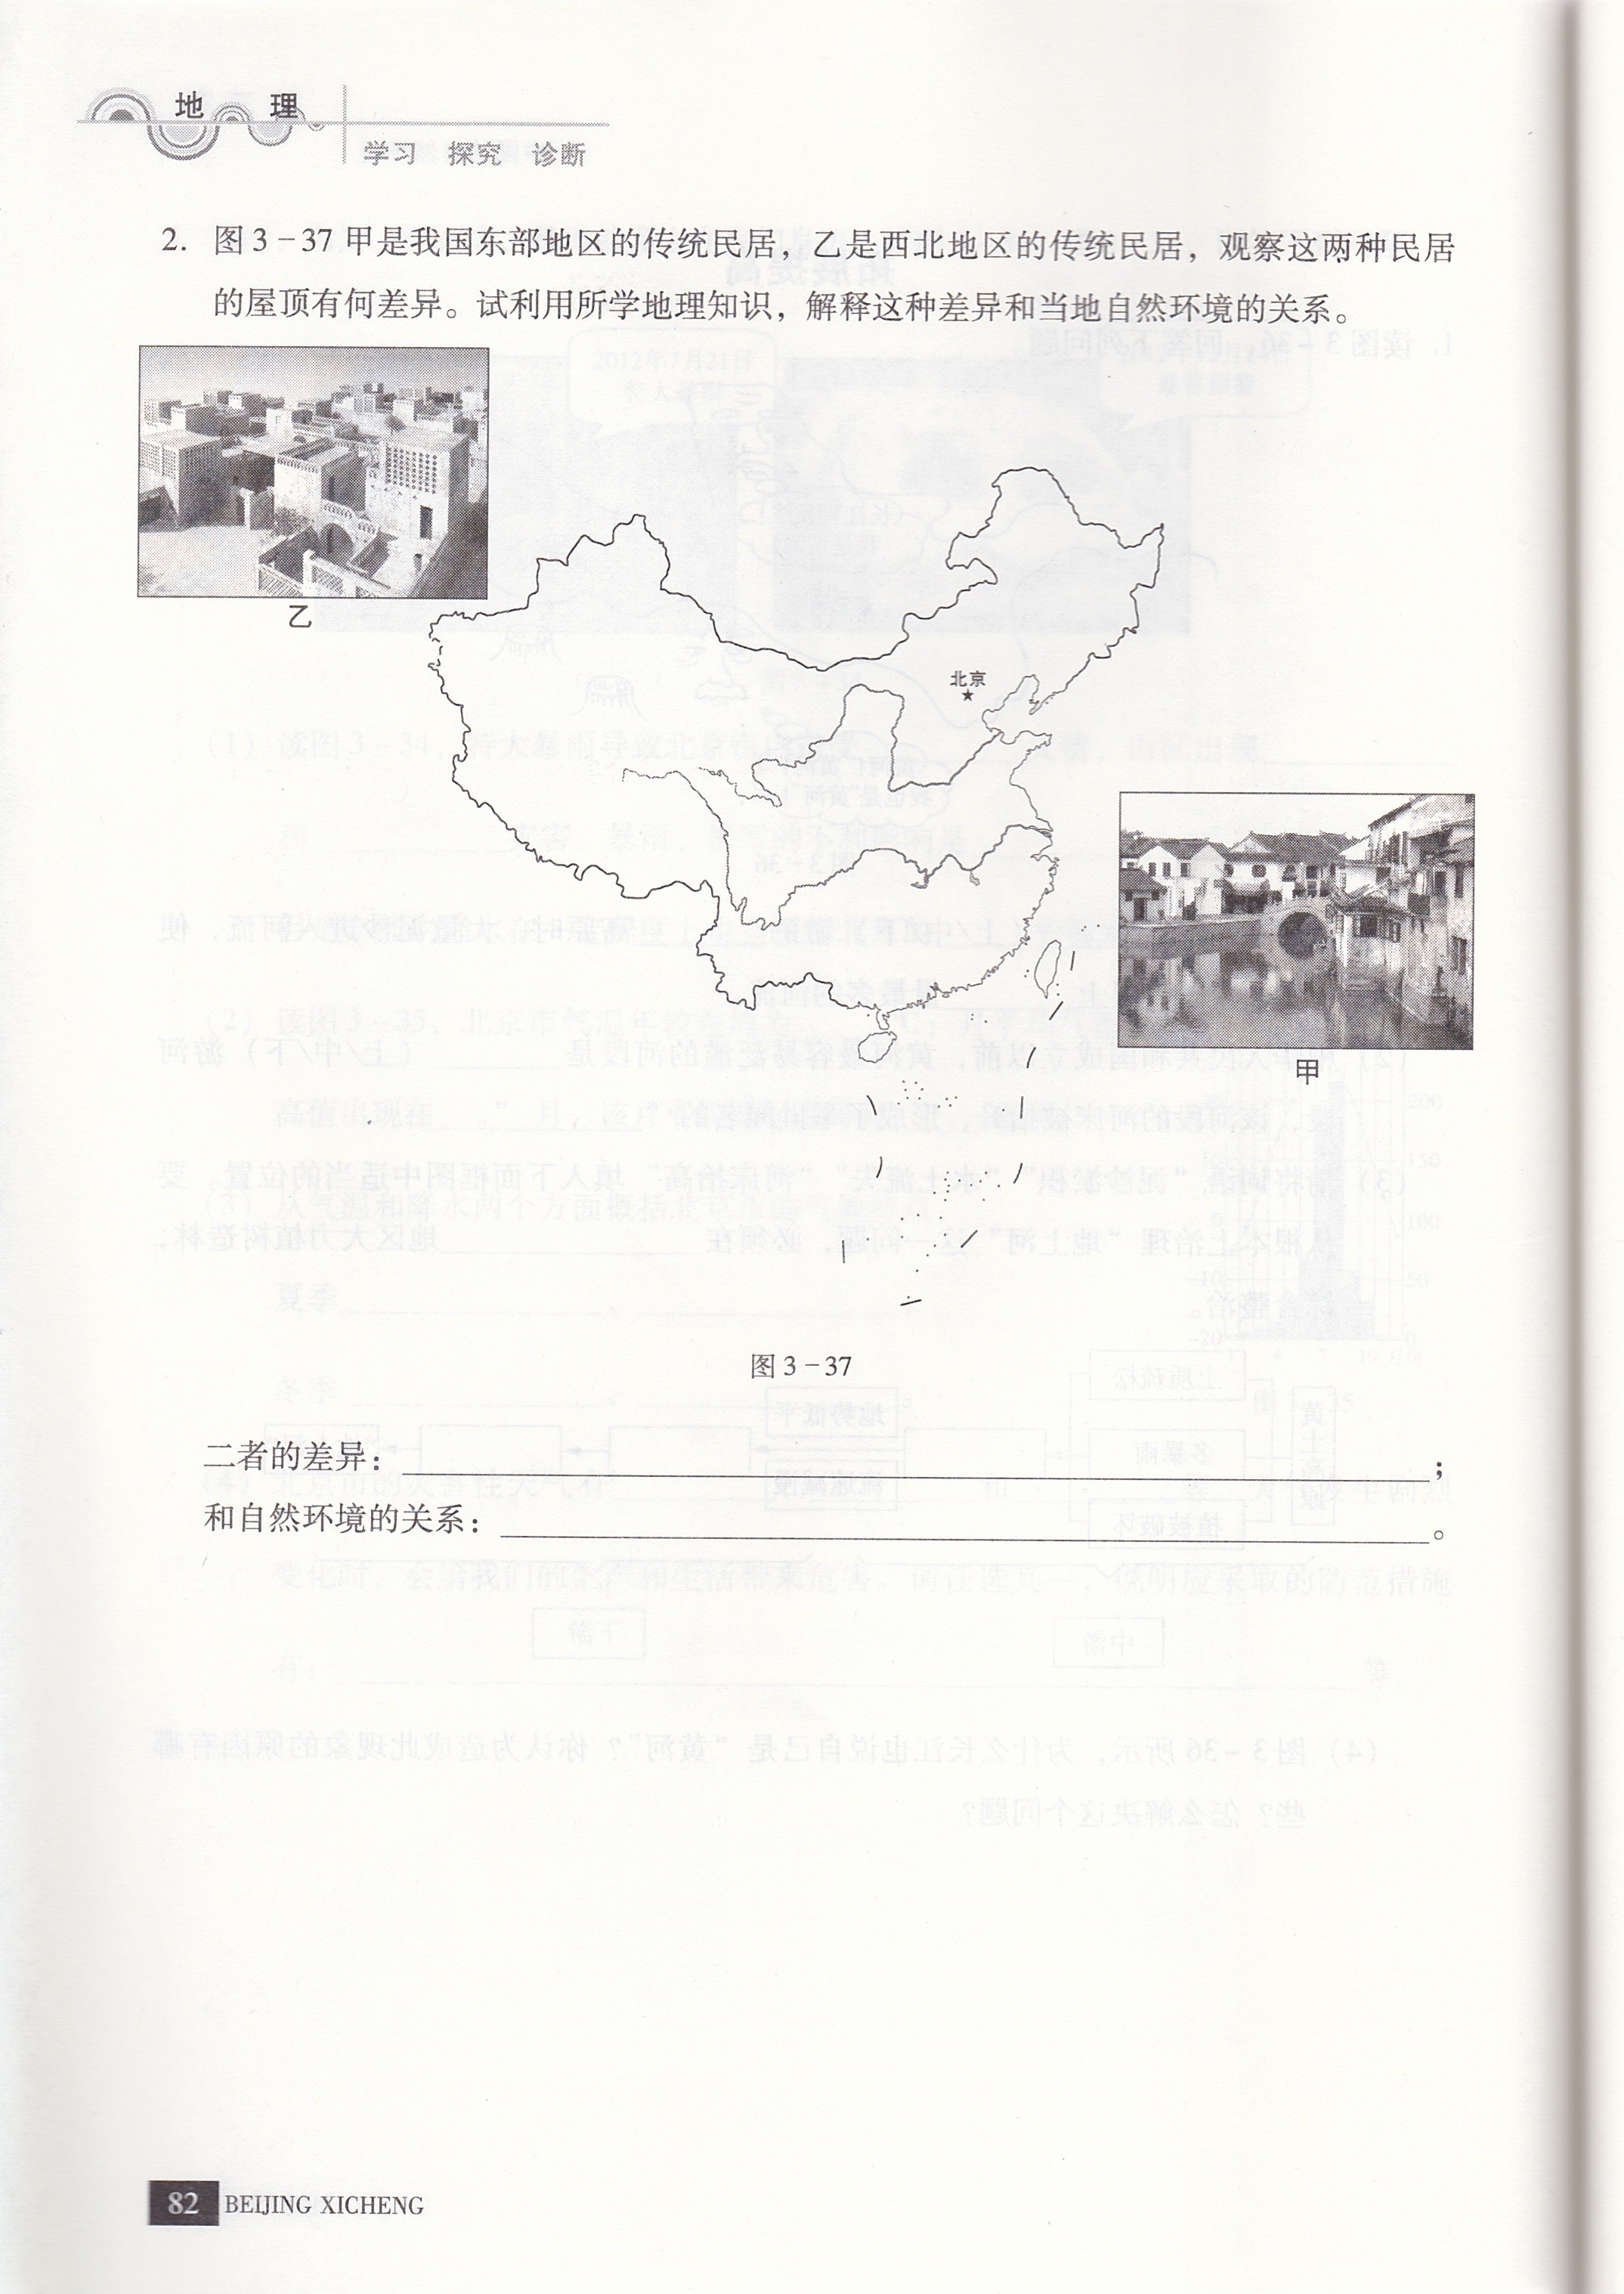 地 理
学习 探究 诊断
2. 图3-37甲是我国东部地区的传统民居，乙是西北地区的传统民居，观察这两种民居
的屋顶有何差异。试利用所学地理知识，解释这种差异和当地自然环境的关系。
乙
北京
甲
图3-37
二者的差异：；
和自然环境的关系：。
82 BEIJING XICHENG